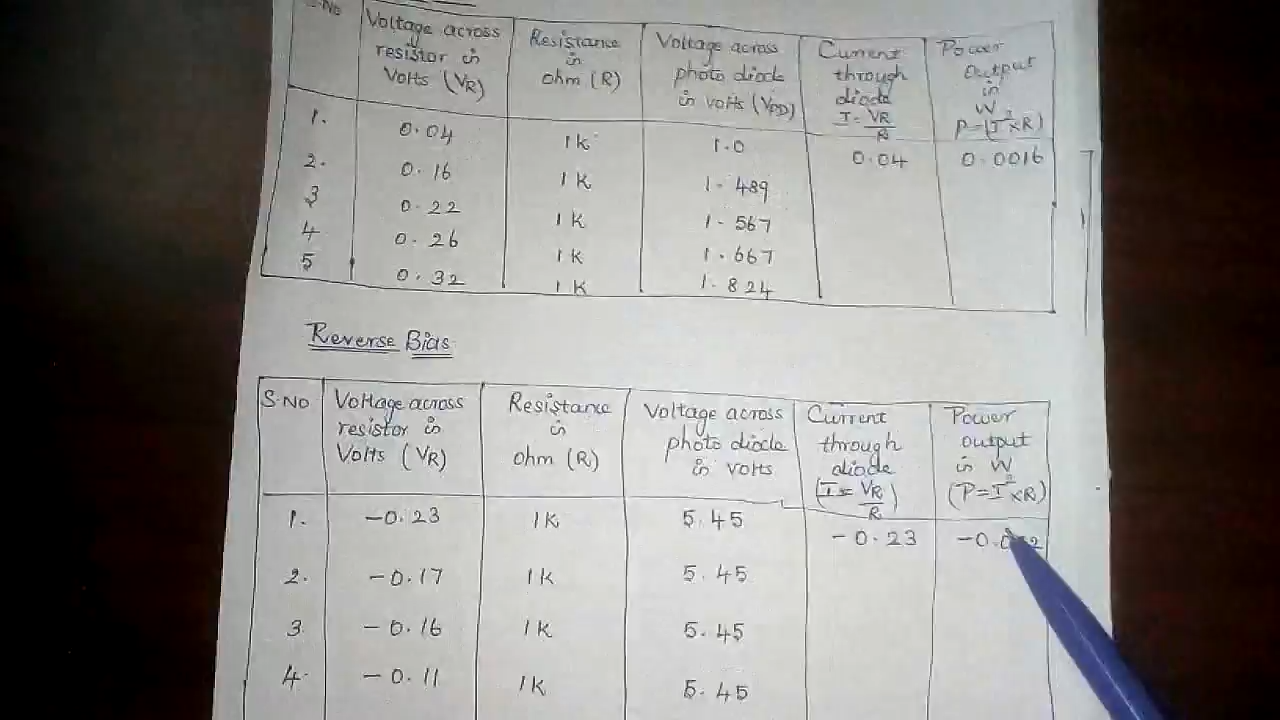 S.No
Voltage across
resistor in
Volts (VR)
Resistance
in
ohm (R)
Voltage across
photo diode
in volts (VPD)
Current
through
diode
I = VR/R
Power
output
in
W
P=(I²×R)
1. 0.04 1k 1.0 0.04 0.0016
2. 0.16 1k 1.489
3 0.22 1k 1.567
4 0.26 1k 1.667
5 0.32 1k 1.824
Reverse Bias
S.No
Voltage across
resistor in
Volts (VR)
Resistance
in
ohm (R)
Voltage across
photo diode
in volts
Current
through
diode
(I = VR/R)
Power
output
in W
(P=I²×R)
1. -0.23 1k 5.45 -0.23
2. -0.17 1k 5.45
3 -0.16 1k 5.45
4. -0.11 1k 5.45